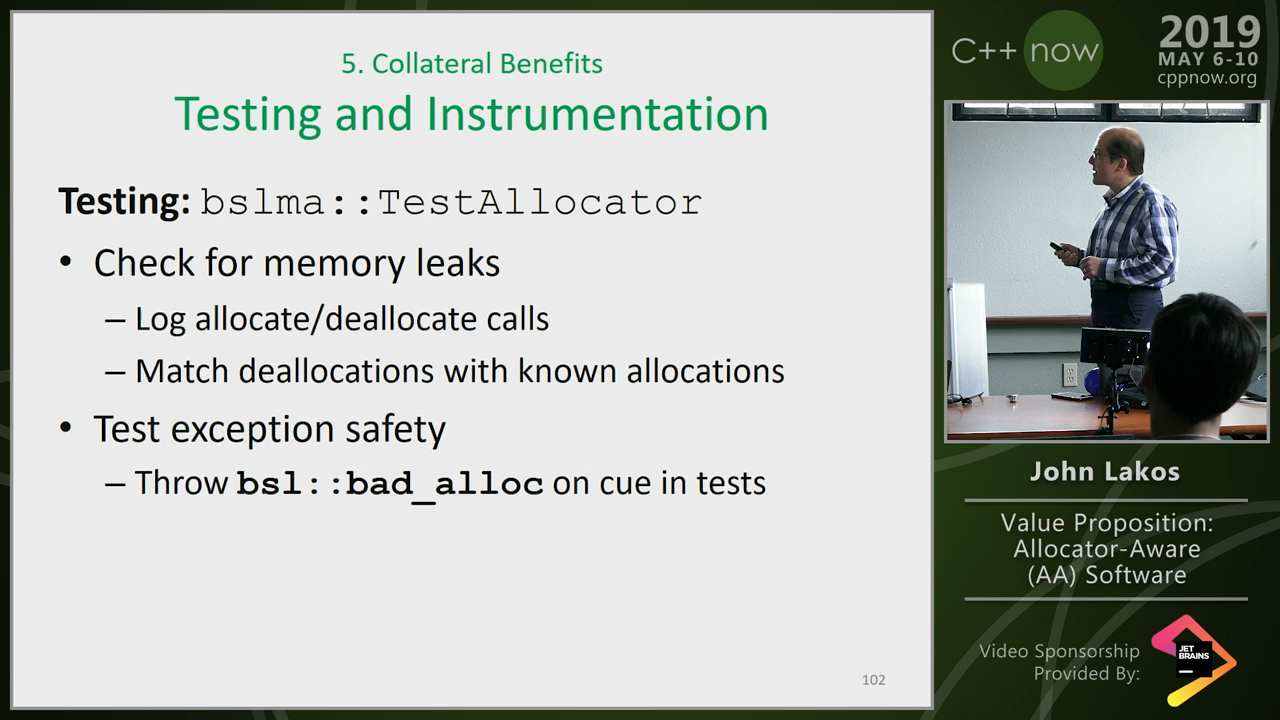 5. Collateral Benefits
Testing and Instrumentation
Testing: bslma::TestAllocator
• Check for memory leaks
– Log allocate/deallocate calls
– Match deallocations with known allocations
• Test exception safety
– Throw bsl::bad_alloc on cue in tests
102
C++ now
2019
MAY 6-10
cppnow.org
John Lakos
Value Proposition:
Allocator-Aware
(AA) Software
Video Sponsorship
Provided By:
JET
BRAINS